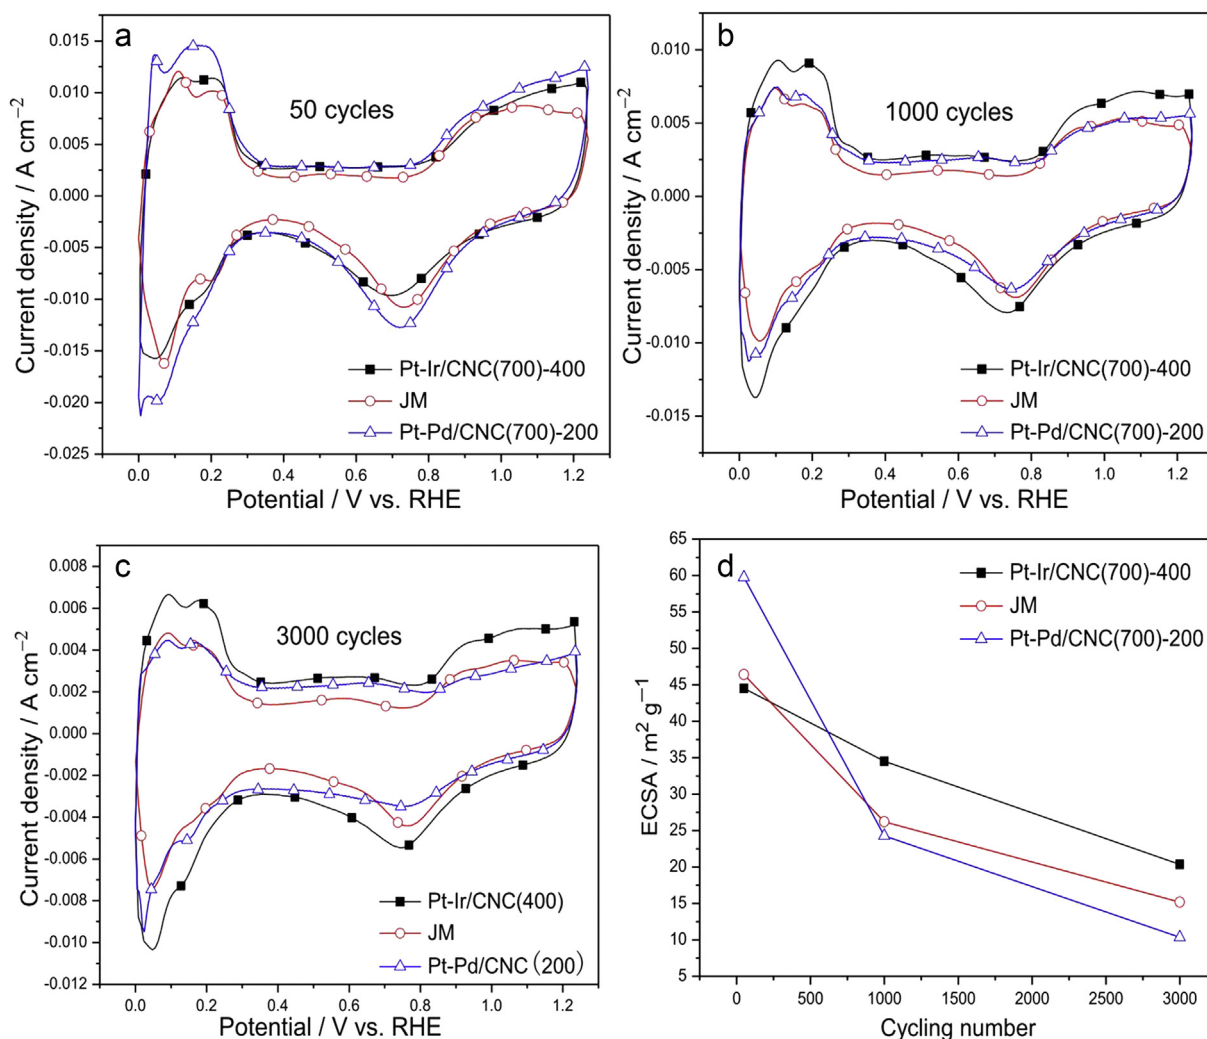 a
50 cycles
Current density / A cm−2
0.015
0.010
0.005
0.000
-0.005
-0.010
-0.015
-0.020
-0.025
Pt-Ir/CNC(700)-400
JM
Pt-Pd/CNC(700)-200
0.0 0.2 0.4 0.6 0.8 1.0 1.2
Potential / V vs. RHE
b
1000 cycles
Current density / A cm−2
0.010
0.005
0.000
-0.005
-0.010
-0.015
Pt-Ir/CNC(700)-400
JM
Pt-Pd/CNC(700)-200
0.0 0.2 0.4 0.6 0.8 1.0 1.2
Potential / V vs. RHE
c
3000 cycles
Current density / A cm−2
0.008
0.006
0.004
0.002
0.000
-0.002
-0.004
-0.006
-0.008
-0.010
-0.012
Pt-Ir/CNC(400)
JM
Pt-Pd/CNC(200)
0.0 0.2 0.4 0.6 0.8 1.0 1.2
Potential / V vs. RHE
d
ECSA / m2 g−1
65
60
55
50
45
40
35
30
25
20
15
10
5
Pt-Ir/CNC(700)-400
JM
Pt-Pd/CNC(700)-200
0 500 1000 1500 2000 2500 3000
Cycling number